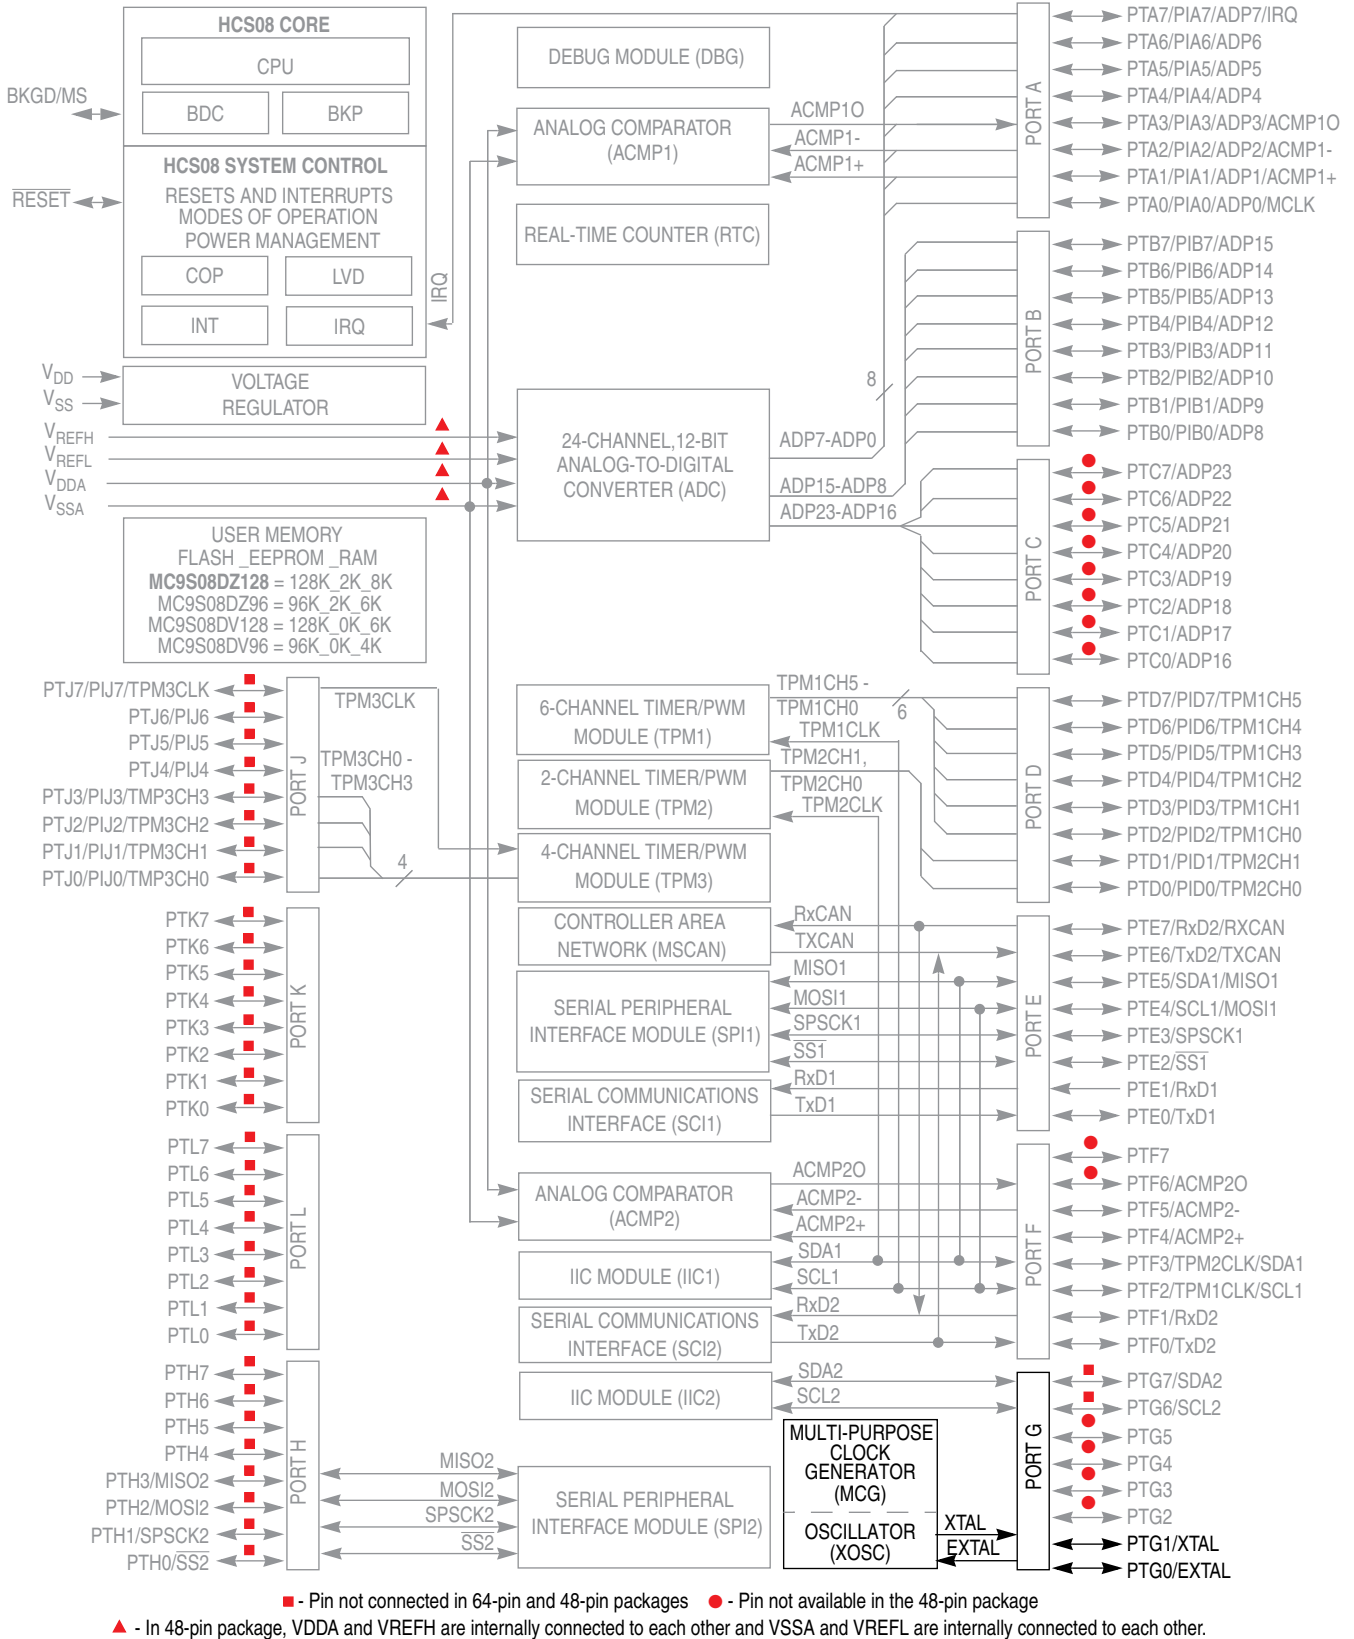 HCS08 CORE
CPU
BDC
BKP
BKGD/MS
HCS08 SYSTEM CONTROL
RESETS AND INTERRUPTS
MODES OF OPERATION
POWER MANAGEMENT
COP
LVD
INT
IRQ
RESET
IRQ
VOLTAGE
REGULATOR
VDD
VSS
VREFH
VREFL
VDDA
VSSA
USER MEMORY
FLASH _EEPROM _RAM
MC9S08DZ128 = 128K_2K_8K
MC9S08DZ96 = 96K_2K_6K
MC9S08DV128 = 128K_0K_6K
MC9S08DV96 = 96K_0K_4K
DEBUG MODULE (DBG)
ANALOG COMPARATOR
(ACMP1)
ACMP1O
ACMP1-
ACMP1+
REAL-TIME COUNTER (RTC)
24-CHANNEL,12-BIT
ANALOG-TO-DIGITAL
CONVERTER (ADC)
8
ADP7-ADP0
ADP15-ADP8
ADP23-ADP16
PORT A
PTA7/PIA7/ADP7/IRQ
PTA6/PIA6/ADP6
PTA5/PIA5/ADP5
PTA4/PIA4/ADP4
PTA3/PIA3/ADP3/ACMP1O
PTA2/PIA2/ADP2/ACMP1-
PTA1/PIA1/ADP1/ACMP1+
PTA0/PIA0/ADP0/MCLK
PORT B
PTB7/PIB7/ADP15
PTB6/PIB6/ADP14
PTB5/PIB5/ADP13
PTB4/PIB4/ADP12
PTB3/PIB3/ADP11
PTB2/PIB2/ADP10
PTB1/PIB1/ADP9
PTB0/PIB0/ADP8
PORT C
PTC7/ADP23
PTC6/ADP22
PTC5/ADP21
PTC4/ADP20
PTC3/ADP19
PTC2/ADP18
PTC1/ADP17
PTC0/ADP16
PTJ7/PIJ7/TPM3CLK
PTJ6/PIJ6
PTJ5/PIJ5
PTJ4/PIJ4
PTJ3/PIJ3/TMP3CH3
PTJ2/PIJ2/TPM3CH2
PTJ1/PIJ1/TPM3CH1
PTJ0/PIJ0/TMP3CH0
PORT J
TPM3CLK
TPM3CH0 -
TPM3CH3
4
6-CHANNEL TIMER/PWM
MODULE (TPM1)
TPM1CH5 -
TPM1CH0
6
TPM1CLK
2-CHANNEL TIMER/PWM
MODULE (TPM2)
TPM2CH1,
TPM2CH0
TPM2CLK
4-CHANNEL TIMER/PWM
MODULE (TPM3)
PORT D
PTD7/PID7/TPM1CH5
PTD6/PID6/TPM1CH4
PTD5/PID5/TPM1CH3
PTD4/PID4/TPM1CH2
PTD3/PID3/TPM1CH1
PTD2/PID2/TPM1CH0
PTD1/PID1/TPM2CH1
PTD0/PID0/TPM2CH0
PTK7
PTK6
PTK5
PTK4
PTK3
PTK2
PTK1
PTK0
PORT K
CONTROLLER AREA
NETWORK (MSCAN)
RxCAN
TXCAN
SERIAL PERIPHERAL
INTERFACE MODULE (SPI1)
MISO1
MOSI1
SPSCK1
SS1
SERIAL COMMUNICATIONS
INTERFACE (SCI1)
RxD1
TxD1
PORT E
PTE7/RxD2/RXCAN
PTE6/TxD2/TXCAN
PTE5/SDA1/MISO1
PTE4/SCL1/MOSI1
PTE3/SPSCK1
PTE2/SS1
PTE1/RxD1
PTE0/TxD1
PTL7
PTL6
PTL5
PTL4
PTL3
PTL2
PTL1
PTL0
PORT L
ANALOG COMPARATOR
(ACMP2)
ACMP2O
ACMP2-
ACMP2+
IIC MODULE (IIC1)
SDA1
SCL1
SERIAL COMMUNICATIONS
INTERFACE (SCI2)
RxD2
TxD2
PORT F
PTF7
PTF6/ACMP2O
PTF5/ACMP2-
PTF4/ACMP2+
PTF3/TPM2CLK/SDA1
PTF2/TPM1CLK/SCL1
PTF1/RxD2
PTF0/TxD2
PTH7
PTH6
PTH5
PTH4
PTH3/MISO2
PTH2/MOSI2
PTH1/SPSCK2
PTH0/SS2
PORT H
MISO2
MOSI2
SPSCK2
SS2
IIC MODULE (IIC2)
SDA2
SCL2
SERIAL PERIPHERAL
INTERFACE MODULE (SPI2)
MULTI-PURPOSE
CLOCK
GENERATOR
(MCG)
OSCILLATOR
(XOSC)
XTAL
EXTAL
PORT G
PTG7/SDA2
PTG6/SCL2
PTG5
PTG4
PTG3
PTG2
PTG1/XTAL
PTG0/EXTAL
- Pin not connected in 64-pin and 48-pin packages - Pin not available in the 48-pin package
- In 48-pin package, VDDA and VREFH are internally connected to each other and VSSA and VREFL are internally connected to each other.